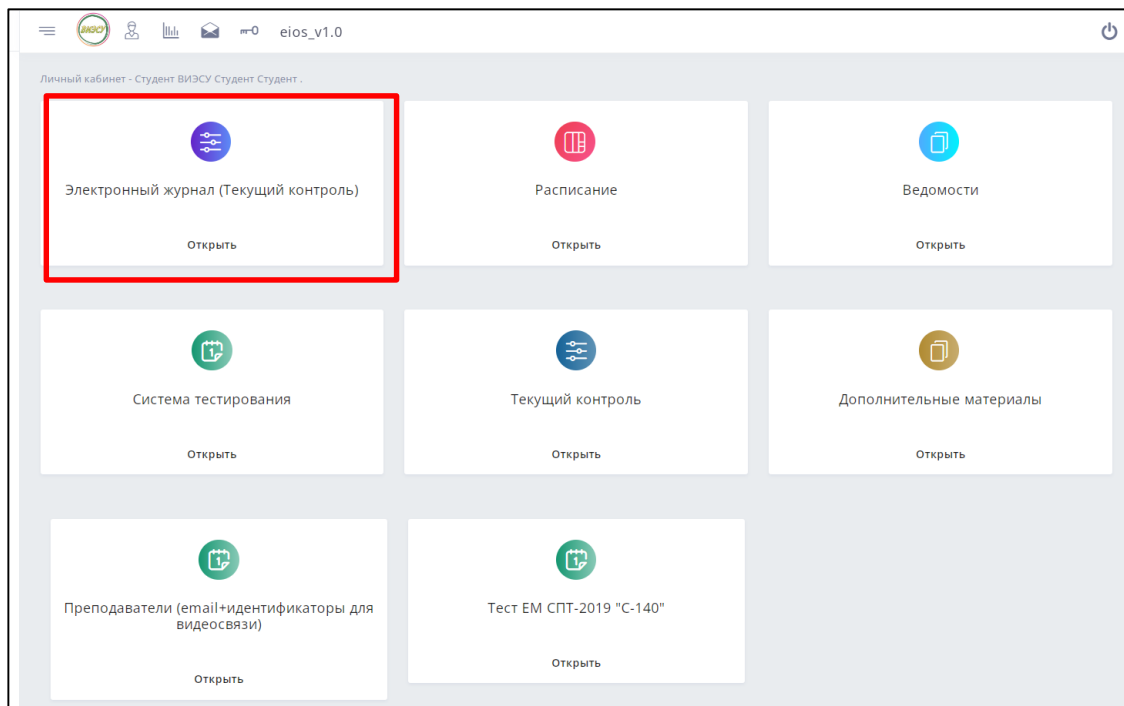 ВИЭСУ
eios_v1.0
Личный кабинет - Студент ВИЭСУ Студент Студент .
Электронный журнал (Текущий контроль)
Открыть
Расписание
Открыть
Ведомости
Открыть
Система тестирования
Открыть
Текущий контроль
Открыть
Дополнительные материалы
Открыть
Преподаватели (email+идентификаторы для
видеосвязи)
Открыть
Тест ЕМ СПТ-2019 "С-140"
Открыть